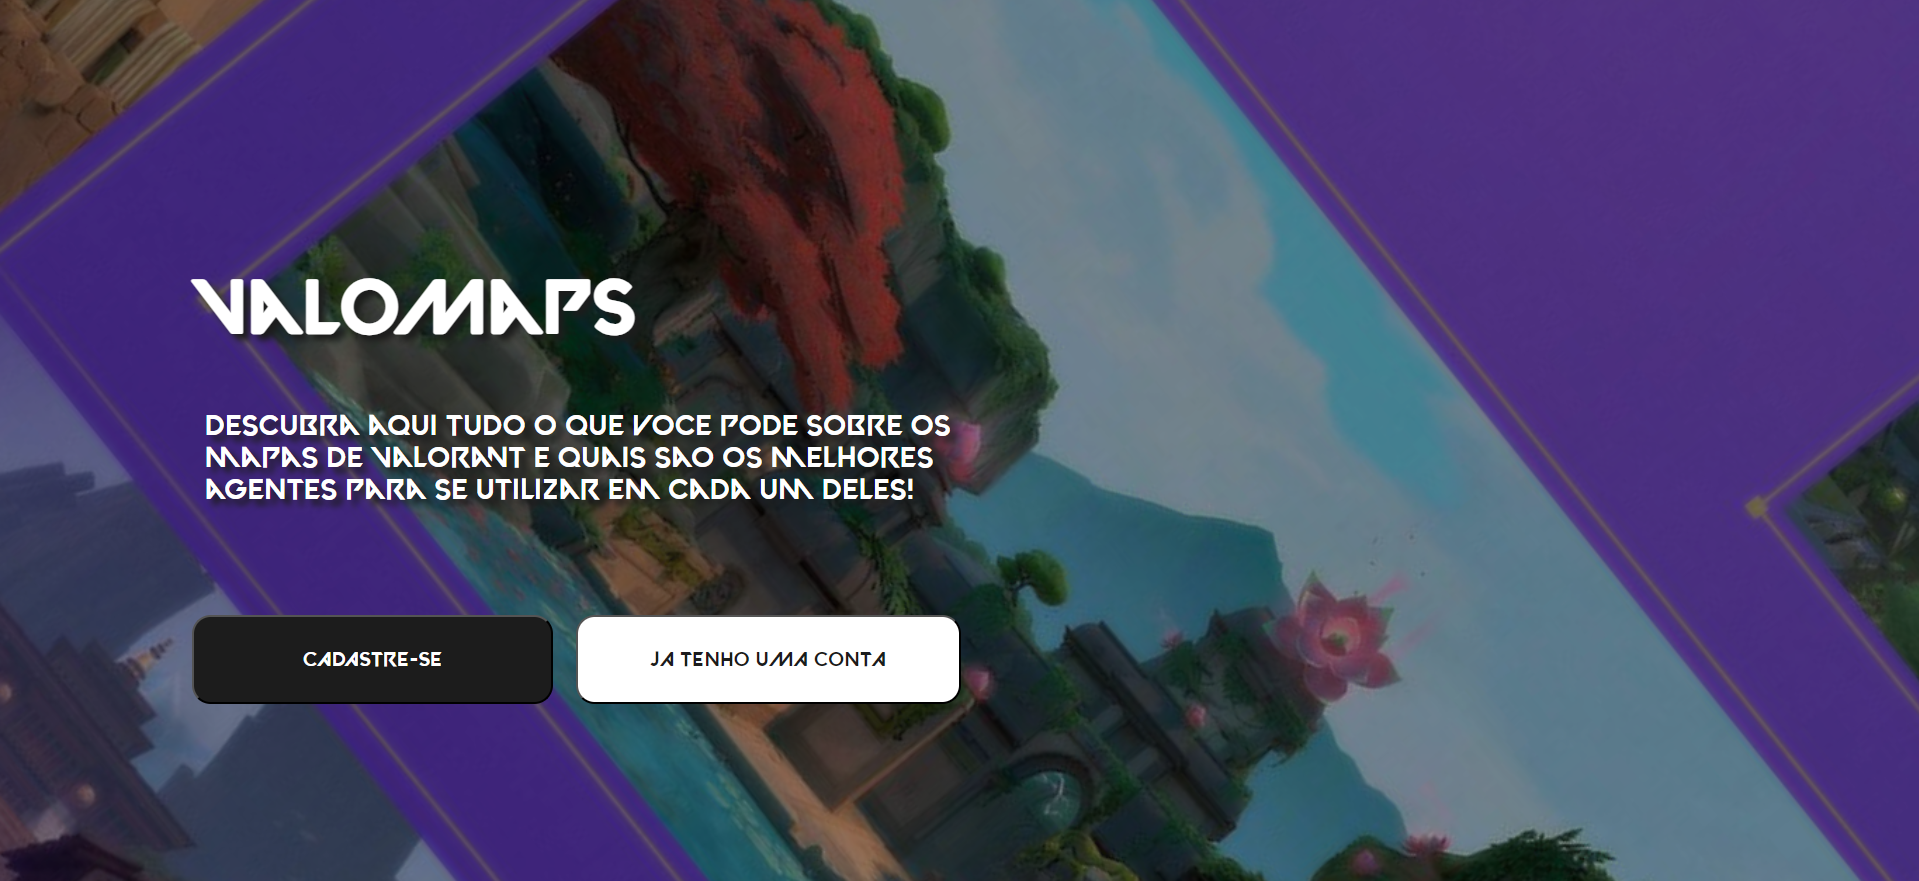 VALOMAPS
DESCUBRA AQUI TUDO O QUE VOCE PODE SOBRE OS
MAPAS DE VALORANT E QUAIS SAO OS MELHORES
AGENTES PARA SE UTILIZAR EM CADA UM DELES!
CADASTRE-SE
JA TENHO UMA CONTA